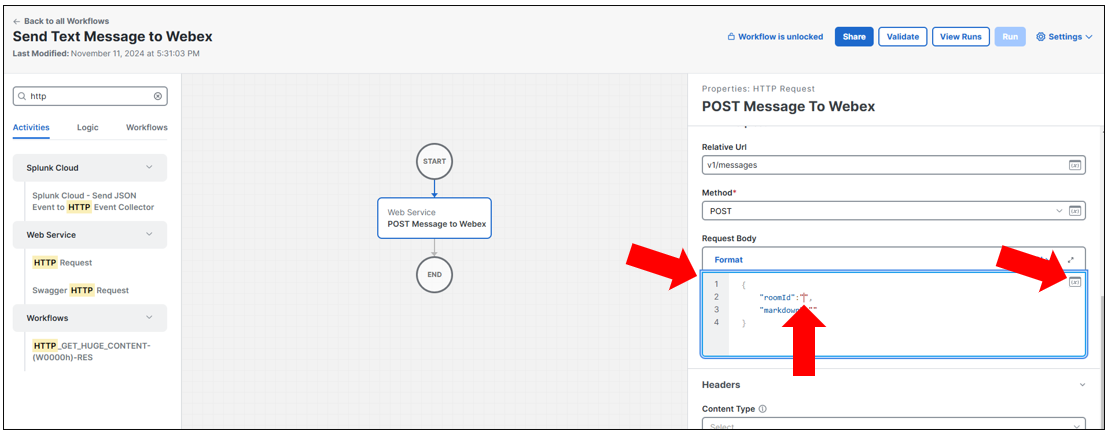 ← Back to all Workflows
Send Text Message to Webex
Last Modified: November 11, 2024 at 5:31:03 PM
Workflow is unlocked
Share
Validate
View Runs
Run
Settings
http
Activities
Logic
Workflows
Splunk Cloud
Splunk Cloud - Send JSON
Event to HTTP Event Collector
Web Service
HTTP Request
Swagger HTTP Request
Workflows
HTTP_GET_HUGE_CONTENT-
(W0000h)-RES
START
Web Service
POST Message to Webex
END
Properties: HTTP Request
POST Message To Webex
Relative Url
v1/messages
Method*
POST
Request Body
Format
1 {
2 "roomId":"",
3 "markdown
4 }
Headers
Content Type
Select